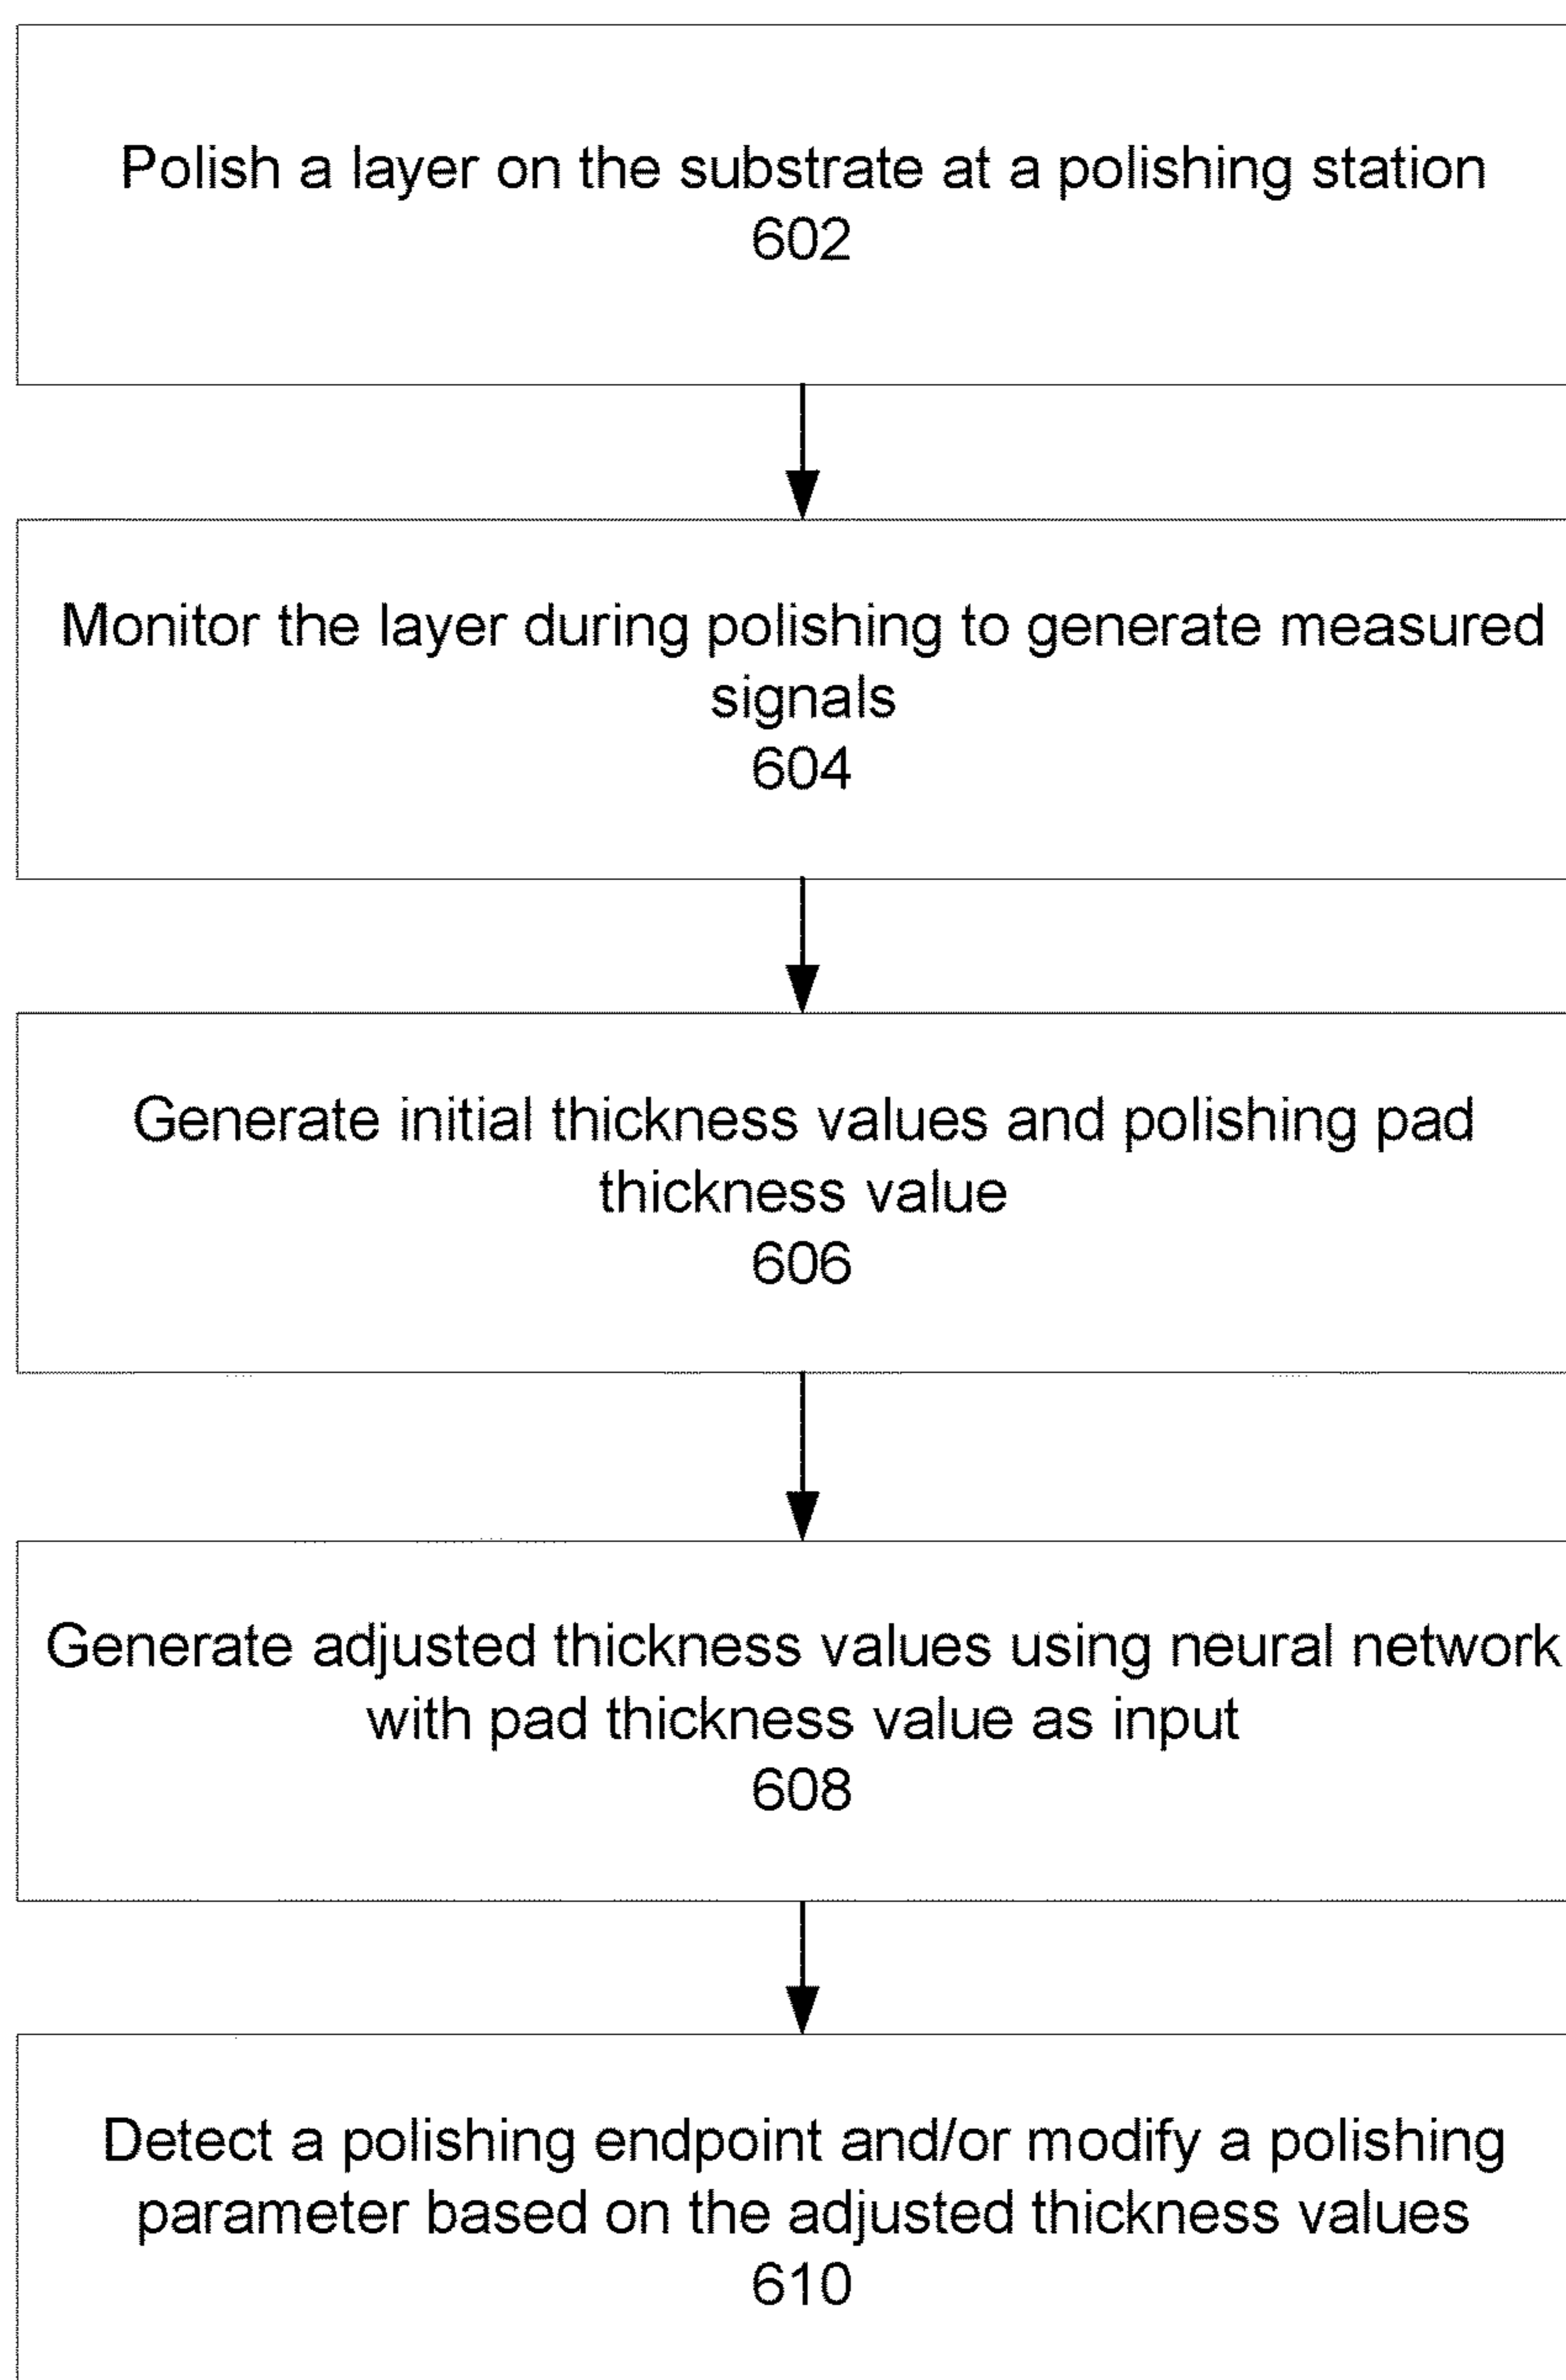 Polish a layer on the substrate at a polishing station
602
Monitor the layer during polishing to generate measured
signals
604
Generate initial thickness values and polishing pad
thickness value
606
Generate adjusted thickness values using neural network
with pad thickness value as input
608
Detect a polishing endpoint and/or modify a polishing
parameter based on the adjusted thickness values
610